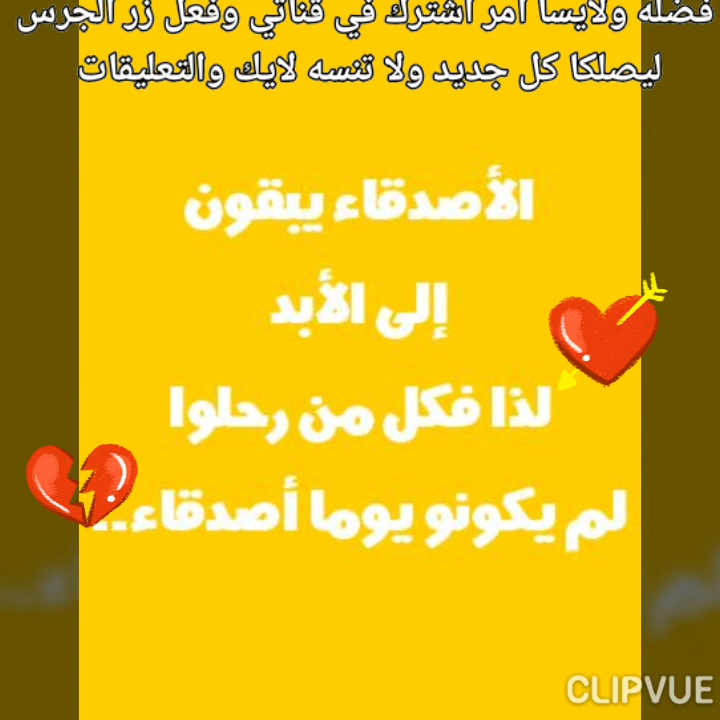 فضله ولايسا امر اشترك في قناتي وفعل زر الجرس
ليصلكا كل جديد ولا تنسه لايك والتعليقات
الأصدقاء يبقون
إلى الأبد
لذا فكل من رحلوا
لم يكونو يوما أصدقاء..
CLIPVUE